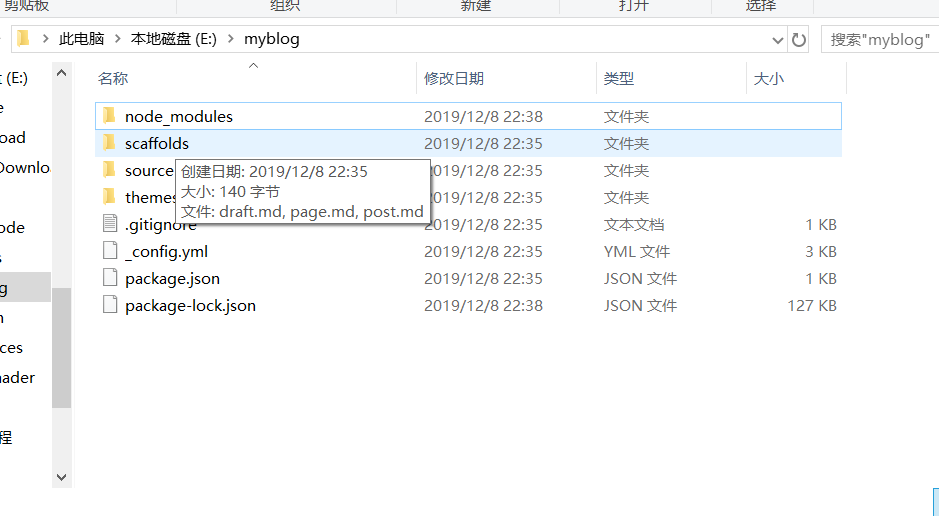 剪贴板 组织 新建 打开 选择
此电脑 本地磁盘 (E:) myblog 搜索"myblog"
名称 修改日期 类型 大小
t (E:)
e
oad
Downlo
ode
s
g
n
ces
ader
程
node_modules 2019/12/8 22:38 文件夹
scaffolds 2019/12/8 22:35 文件夹
source 2019/12/8 22:35 文件夹
themes 2019/12/8 22:35 文件夹
.gitignore 2019/12/8 22:35 文本文档 1 KB
_config.yml 2019/12/8 22:35 YML 文件 3 KB
package.json 2019/12/8 22:35 JSON 文件 1 KB
package-lock.json 2019/12/8 22:38 JSON 文件 127 KB
创建日期: 2019/12/8 22:35
大小: 140 字节
文件: draft.md, page.md, post.md